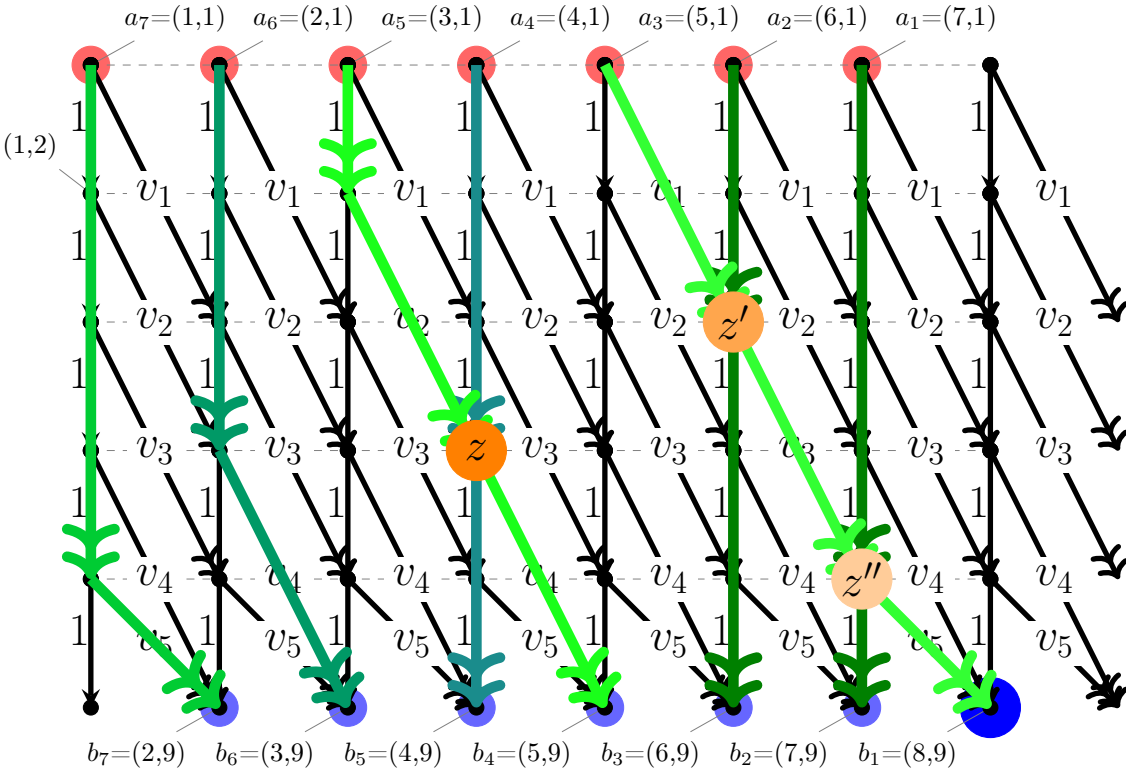 a₇=(1,1) a₆=(2,1) a₅=(3,1) a₄=(4,1) a₃=(5,1) a₂=(6,1) a₁=(7,1)
1 1 1 1 1 1 1
(1,2)
v₁ v₁ v₁ v₁ v₁ v₁ v₁ v₁
1 1 1 1 1 1 1
v₂ v₂ v₂ v₂ v₂ z′ v₂ v₂ v₂
1 1 1 1 1 1 1
v₃ v₃ v₃ z v₃ v₃ v₃ v₃ v₃
1 1 1 1 1 1 1
v₄ v₄ v₄ v₄ v₄ v₄ z″ v₄ v₄
1 v₅ 1 v₅ 1 v₅ 1 v₅ 1 v₅ 1 v₅ 1 v₅ v₅
b₇=(2,9) b₆=(3,9) b₅=(4,9) b₄=(5,9) b₃=(6,9) b₂=(7,9) b₁=(8,9)